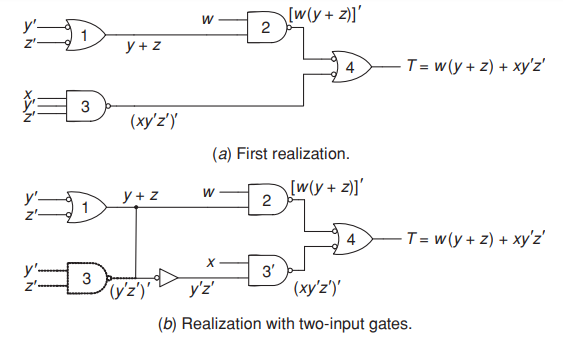 y'
z'
1
y + z
w
2
[w(y + z)]'
4
T = w(y + z) + xy'z'
x
y'
z'
3
(xy'z')'
(a) First realization.
y'
z'
1
y + z
w
2
[w(y + z)]'
4
T = w(y + z) + xy'z'
y'
z'
3
(y'z')'
y'z'
x
3'
(xy'z')'
(b) Realization with two-input gates.